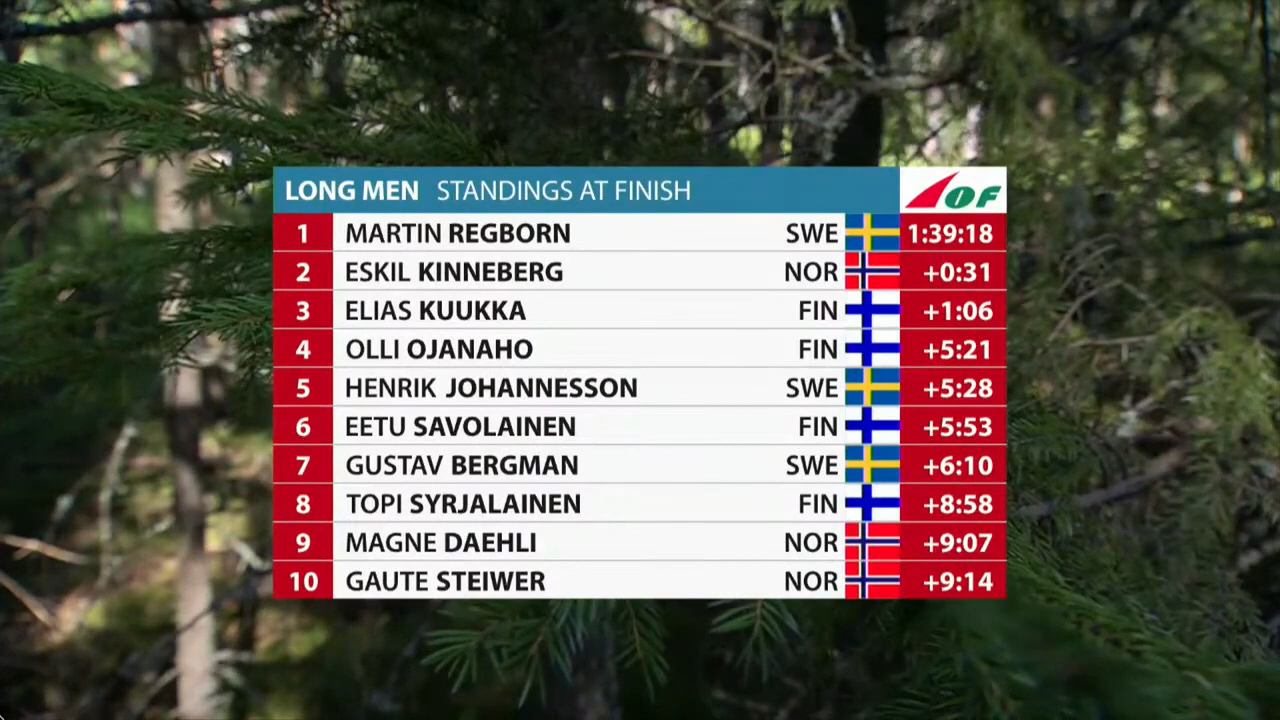 LONG MEN STANDINGS AT FINISH IOF
1 MARTIN REGBORN SWE 1:39:18
2 ESKIL KINNEBERG NOR +0:31
3 ELIAS KUUKKA FIN +1:06
4 OLLI OJANAHO FIN +5:21
5 HENRIK JOHANNESSON SWE +5:28
6 EETU SAVOLAINEN FIN +5:53
7 GUSTAV BERGMAN SWE +6:10
8 TOPI SYRJALAINEN FIN +8:58
9 MAGNE DAEHLI NOR +9:07
10 GAUTE STEIWER NOR +9:14